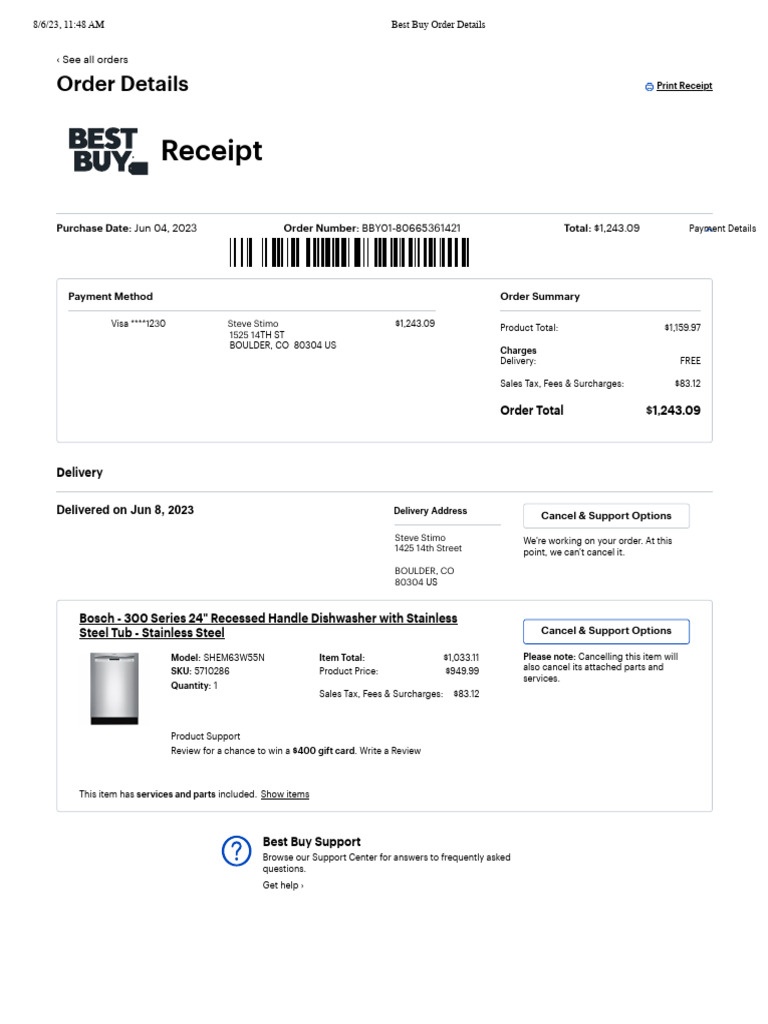 8/6/23, 11:48 AM Best Buy Order Details
‹ See all orders
Order Details
Print Receipt
BEST BUY
Receipt
Purchase Date: Jun 04, 2023 Order Number: BBY01-80665361421 Total: $1,243.09 Payment Details
Payment Method
Visa ****1230 Steve Stimo $1,243.09
1525 14TH ST
BOULDER, CO 80304 US
Order Summary
Product Total: $1,159.97
Charges
Delivery: FREE
Sales Tax, Fees & Surcharges: $83.12
Order Total $1,243.09
Delivery
Delivered on Jun 8, 2023
Delivery Address
Steve Stimo
1425 14th Street
BOULDER, CO
80304 US
Cancel & Support Options
We're working on your order. At this
point, we can't cancel it.
Bosch - 300 Series 24" Recessed Handle Dishwasher with Stainless
Steel Tub - Stainless Steel
Model: SHEM63W55N
SKU: 5710286
Quantity: 1
Item Total: $1,033.11
Product Price: $949.99
Sales Tax, Fees & Surcharges: $83.12
Cancel & Support Options
Please note: Cancelling this item will
also cancel its attached parts and
services.
Product Support
Review for a chance to win a $400 gift card. Write a Review
This item has services and parts included. Show items
Best Buy Support
Browse our Support Center for answers to frequently asked
questions.
Get help ›